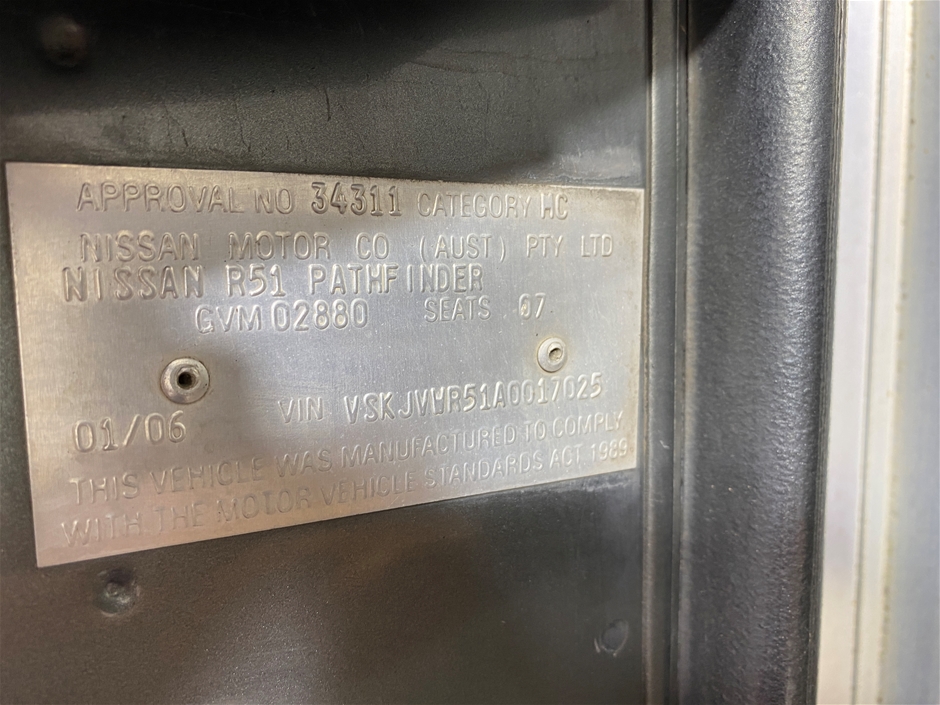 APPROVAL NO 34311 CATEGORY HC
NISSAN MOTOR CO (AUST) PTY LTD
NISSAN R51 PATHFINDER
GVM 02880 SEATS 07
VIN VSKJVWR51A0017025
01/06
THIS VEHICLE WAS MANUFACTURED TO COMPLY
WITH THE MOTOR VEHICLE STANDARDS ACT 1989